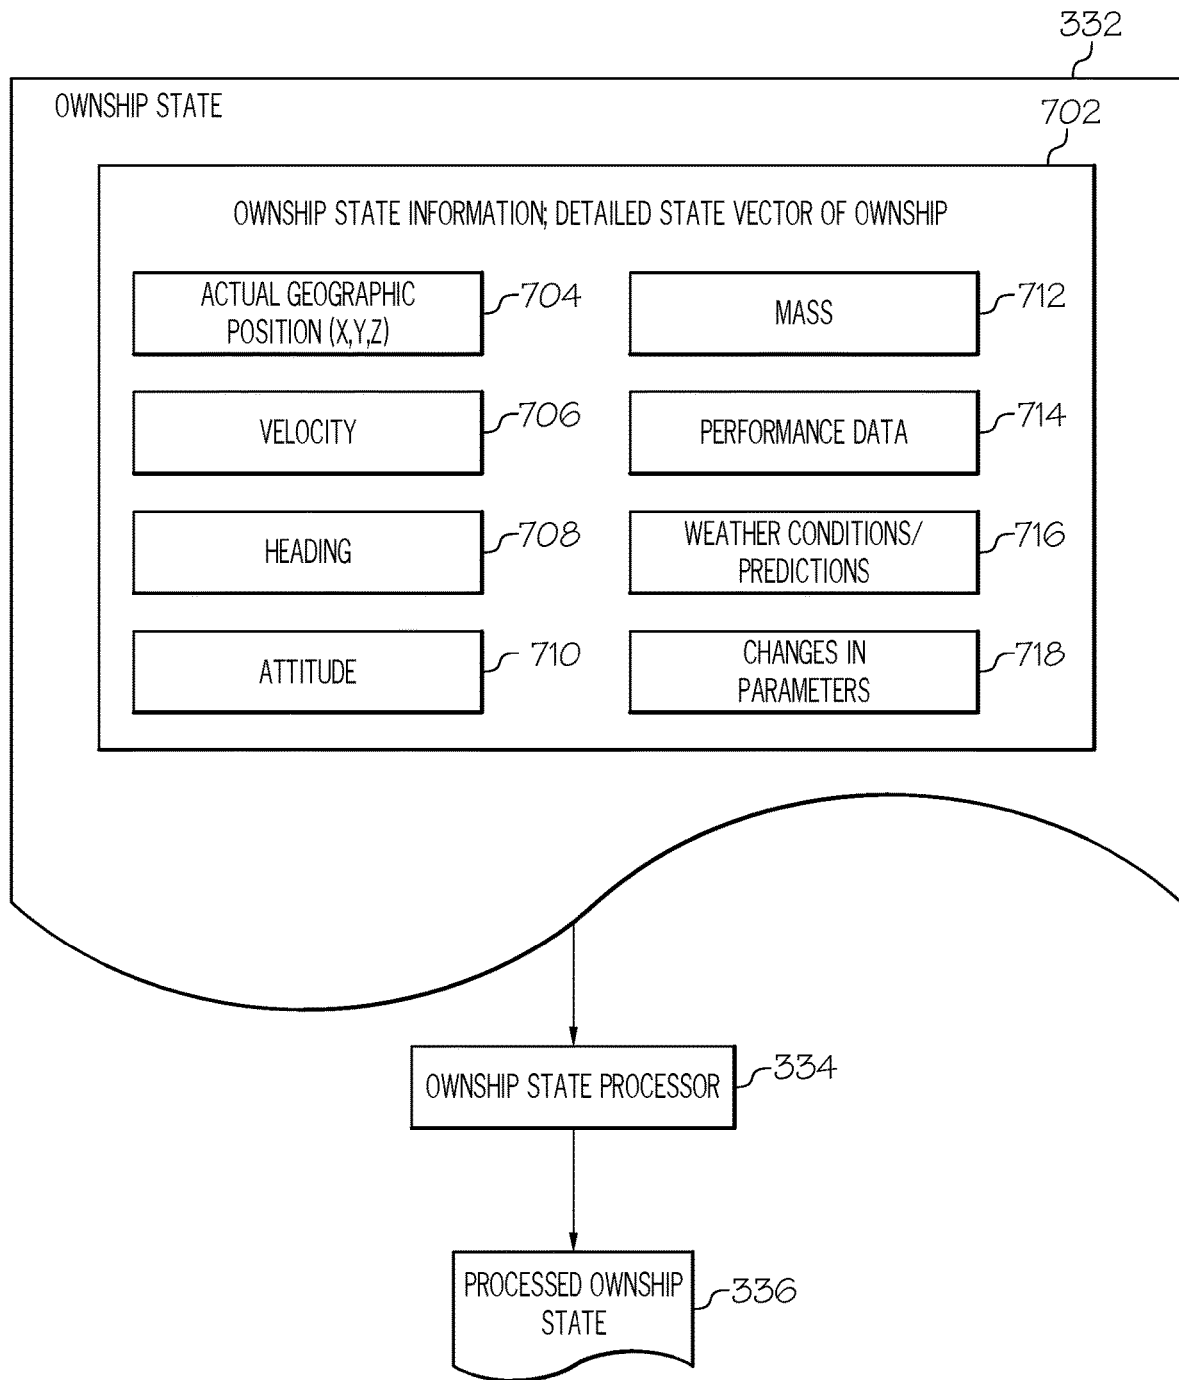 332
OWNSHIP STATE
702
OWNSHIP STATE INFORMATION; DETAILED STATE VECTOR OF OWNSHIP
ACTUAL GEOGRAPHIC
POSITION (X,Y,Z)
704
MASS
712
VELOCITY
706
PERFORMANCE DATA
714
HEADING
708
WEATHER CONDITIONS/
PREDICTIONS
716
ATTITUDE
710
CHANGES IN
PARAMETERS
718
OWNSHIP STATE PROCESSOR
334
PROCESSED OWNSHIP
STATE
336